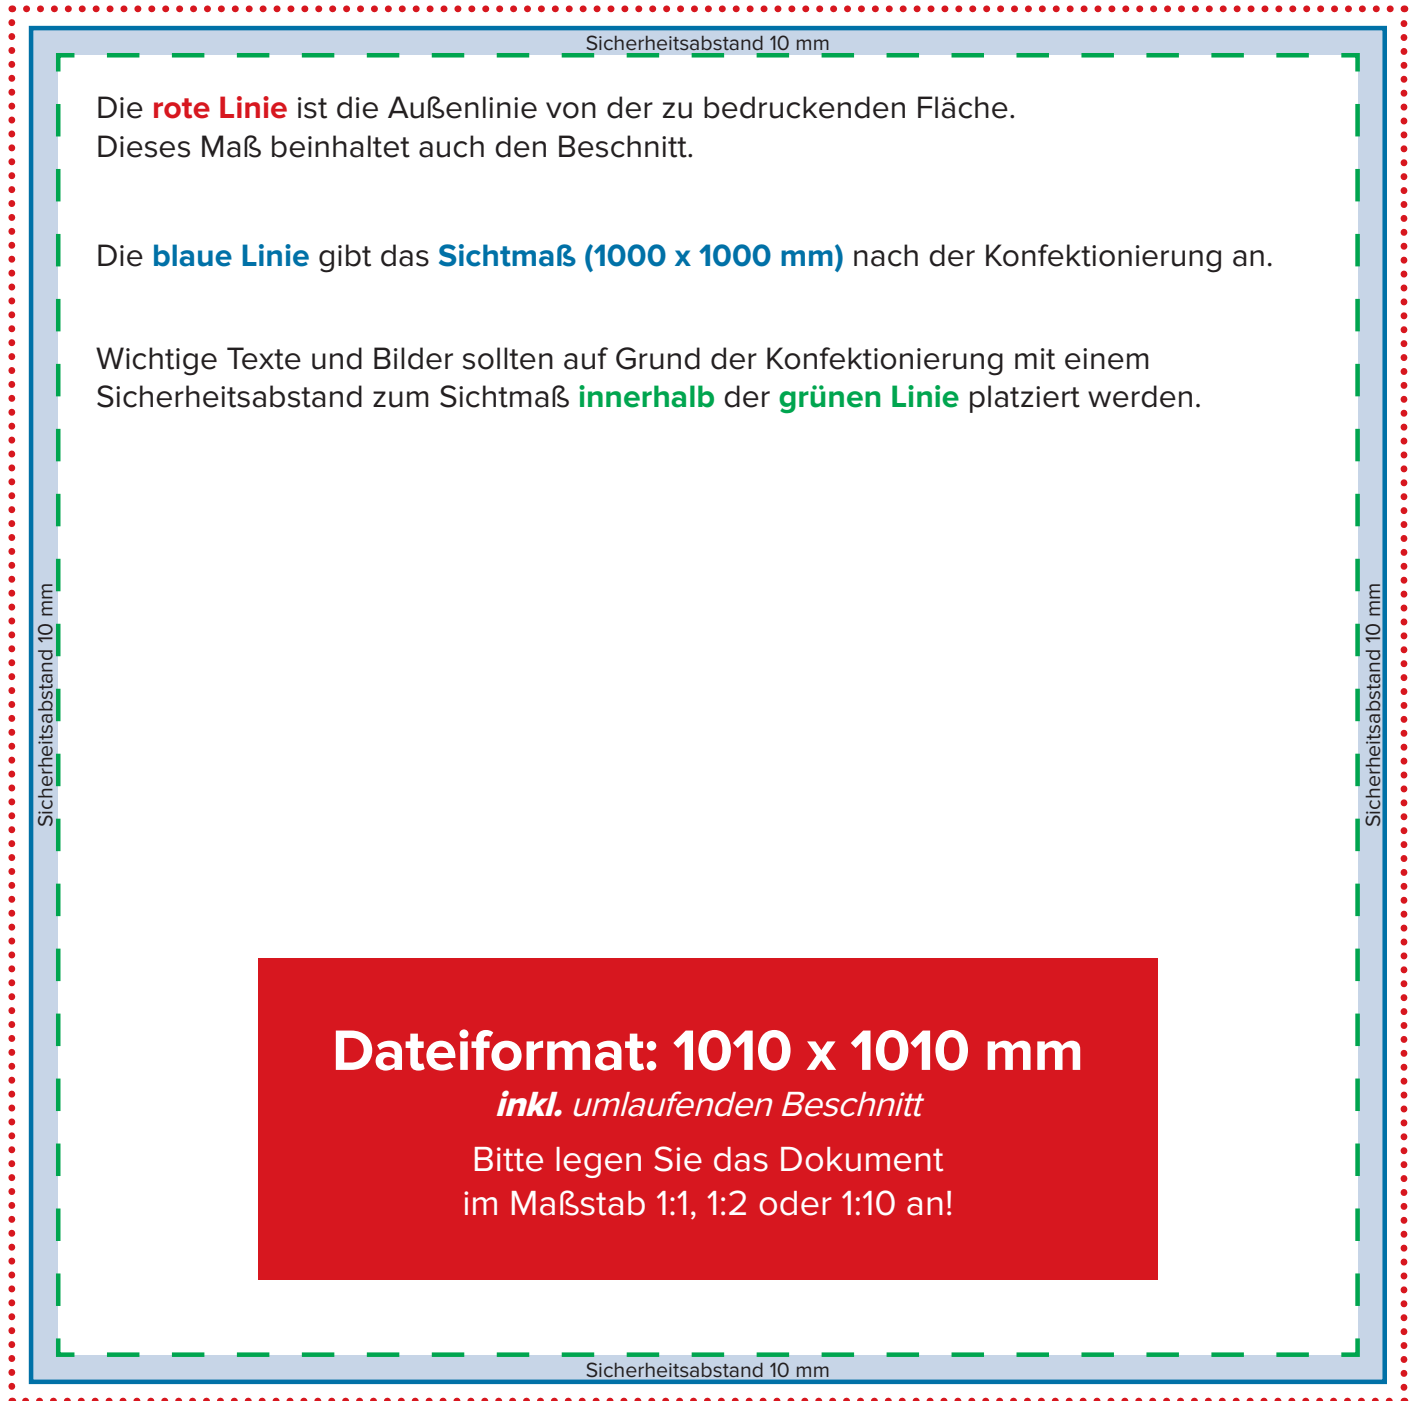 Sicherheitsabstand 10 mm
Die rote Linie ist die Außenlinie von der zu bedruckenden Fläche.
Dieses Maß beinhaltet auch den Beschnitt.
Die blaue Linie gibt das Sichtmaß (1000 x 1000 mm) nach der Konfektionierung an.
Wichtige Texte und Bilder sollten auf Grund der Konfektionierung mit einem
Sicherheitsabstand zum Sichtmaß innerhalb der grünen Linie platziert werden.
Sicherheitsabstand 10 mm
Sicherheitsabstand 10 mm
Dateiformat: 1010 x 1010 mm
inkl. umlaufenden Beschnitt
Bitte legen Sie das Dokument
im Maßstab 1:1, 1:2 oder 1:10 an!
Sicherheitsabstand 10 mm